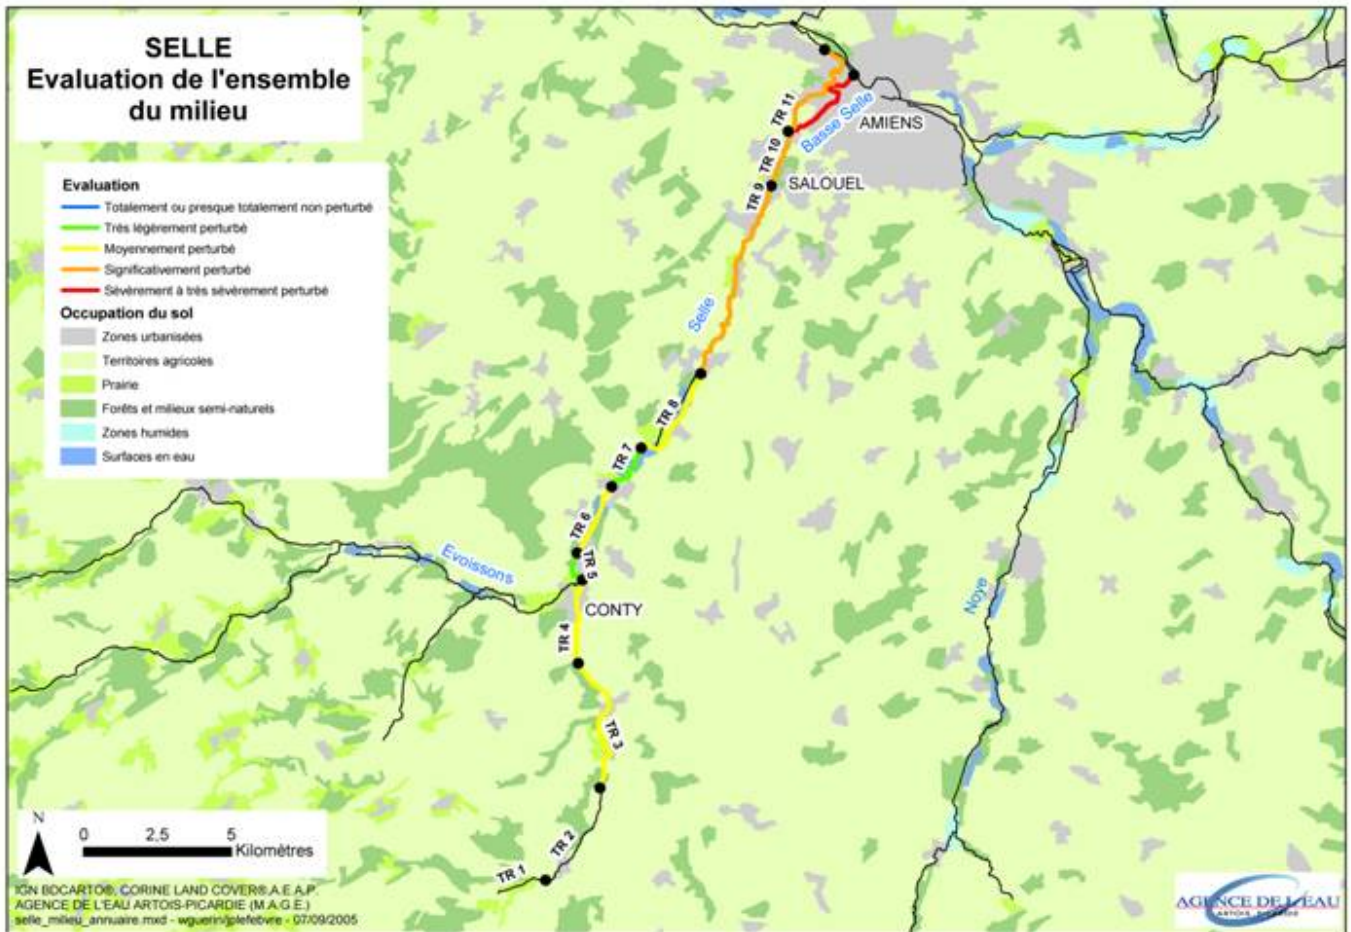 SELLE
Evaluation de l'ensemble
du milieu
Evaluation
Totalement ou presque totalement non perturbé
Très légèrement perturbé
Moyennement perturbé
Significativement perturbé
Sévèrement à très sévèrement perturbé
Occupation du sol
Zones urbanisées
Territoires agricoles
Prairie
Forêts et milieux semi-naturels
Zones humides
Surfaces en eau
TR 11
Basse Selle
AMIENS
TR 10
TR 9
SALOUEL
Selle
TR 8
TR 7
TR 6
TR 5
Evoissons
CONTY
Noye
TR 4
TR 3
TR 2
TR 1
N
0 2,5 5
Kilomètres
IGN BDCARTO®, CORINE LAND COVER®,A.E.A.P.
AGENCE DE L'EAU ARTOIS-PICARDIE (M.A.G.E.)
selle_milieu_annuaire.mxd - wguerin/jplefebvre - 07/09/2005
AGENCE DE L'EAU
ARTOIS - PICARDIE